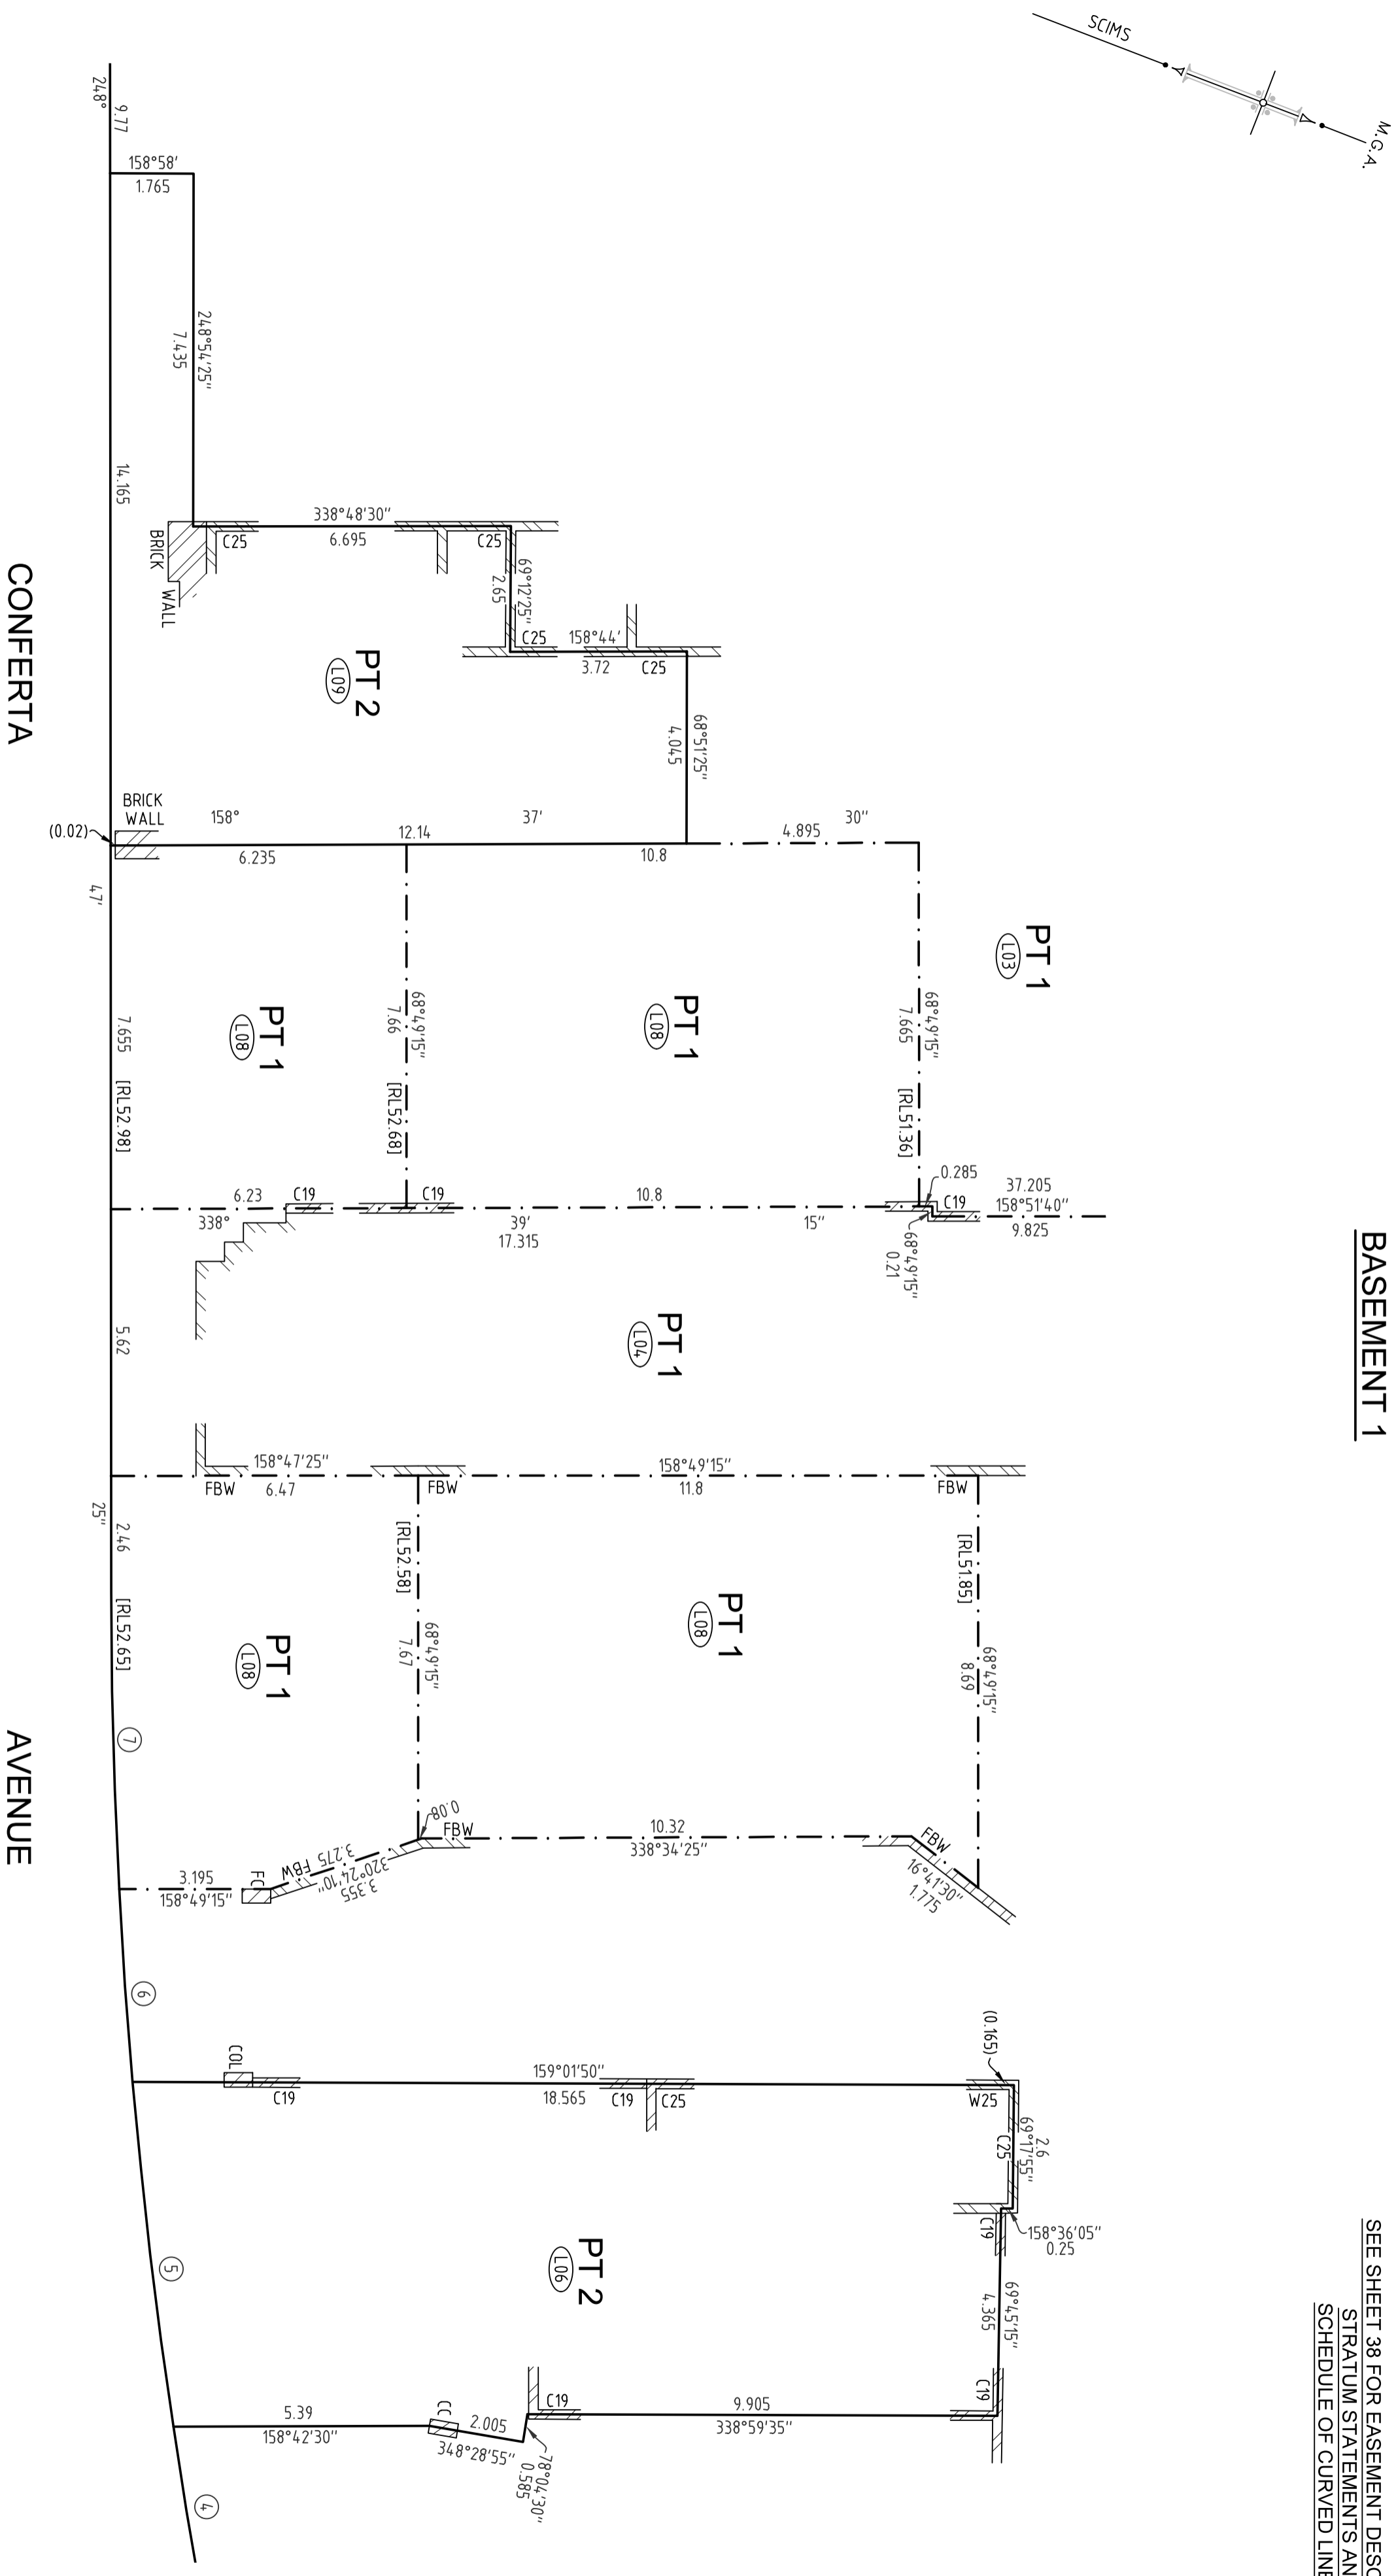 SCIMS
M.G.A.
BASEMENT 1
SEE SHEET 38 FOR EASEMENT DESC
STRATUM STATEMENTS AN
SCHEDULE OF CURVED LINE
9.77
248°
158°58'
1.765
248°54'25"
7.435
14.165
BRICK
WALL
C25
338°48'30"
6.695
C25
69°12'25"
2.65
C25
158°44'
3.72
C25
68°51'25"
4.045
PT 2
L09
CONFERTA
BRICK
WALL
(0.02)
158°
37'
30"
12.14
4.895
6.235
10.8
47'
PT 1
L03
PT 1
L08
PT 1
L08
68°49'15"
7.66
[RL52.68]
68°49'15"
7.665
[RL51.36]
7.655
[RL52.98]
0.285
37.205
158°51'40"
9.825
C19
68°49'15"
0.21
6.23
C19
C19
10.8
338°
39'
15"
17.315
PT 1
L04
5.62
158°47'25"
6.47
FBW
FBW
158°49'15"
11.8
FBW
25"
2.46
[RL52.65]
[RL52.58]
68°49'15"
7.67
[RL51.85]
68°49'15"
8.69
PT 1
L08
PT 1
L08
AVENUE
7
0.08
FBW
10.32
338°34'25"
FBW
16°41'30"
1.775
3.275 FBW
320°24'10"
3.355
FC
3.195
158°49'15"
6
COL
C19
159°01'50"
18.565
C19
C25
(0.165)
W25
2.6
69°17'55"
C25
158°36'05"
0.25
C19
69°45'15"
4.365
C19
PT 2
L06
5
5.39
158°42'30"
CC
2.005
348°28'55"
78°04'30"
0.585
C19
9.905
338°59'35"
4